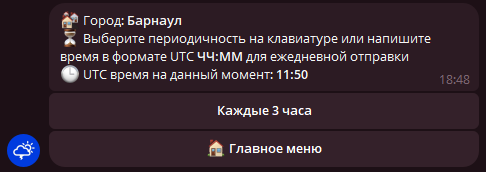 🏠 Город: Барнаул
⏳ Выберите периодичность на клавиатуре или напишите
время в формате UTC ЧЧ:ММ для ежедневной отправки
🕒 UTC время на данный момент: 11:50
18:48
Каждые 3 часа
🏠 Главное меню